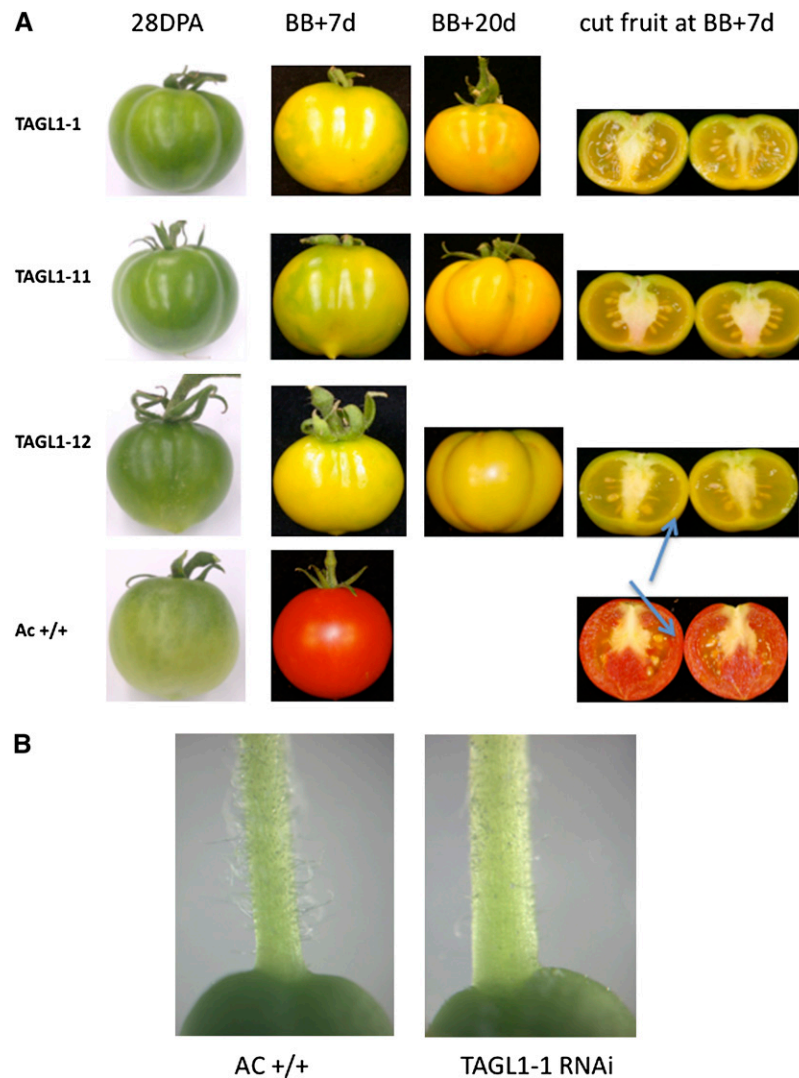 A
28DPA BB+7d BB+20d cut fruit at BB+7d
TAGL1-1
TAGL1-11
TAGL1-12
Ac +/+
B
AC +/+ TAGL1-1 RNAi